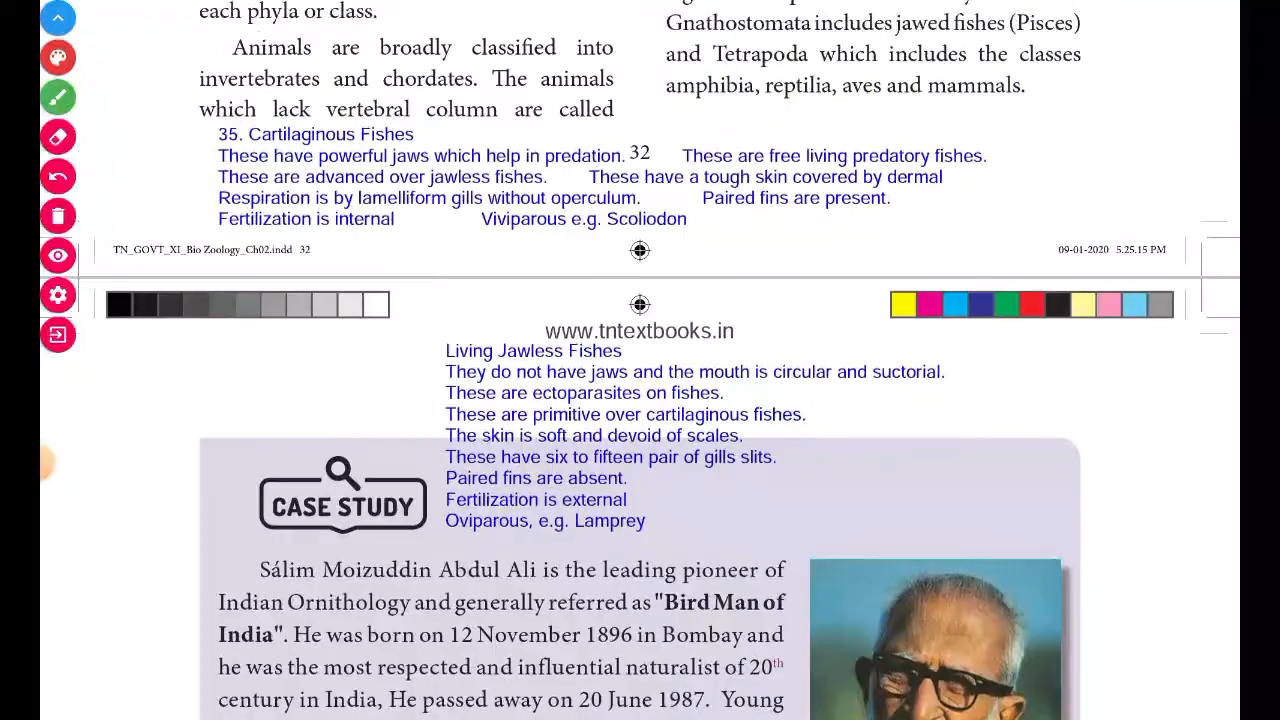 each phyla or class.
Animals are broadly classified into
invertebrates and chordates. The animals
which lack vertebral column are called
Gnathostomata includes jawed fishes (Pisces)
and Tetrapoda which includes the classes
amphibia, reptilia, aves and mammals.
35. Cartilaginous Fishes
These have powerful jaws which help in predation. 32 These are free living predatory fishes.
These are advanced over jawless fishes. These have a tough skin covered by dermal
Respiration is by lamelliform gills without operculum. Paired fins are present.
Fertilization is internal Viviparous e.g. Scoliodon
TN_GOVT_XI_Bio Zoology_Ch02.indd 32 09-01-2020 5.25.15 PM
www.tntextbooks.in
Living Jawless Fishes
They do not have jaws and the mouth is circular and suctorial.
These are ectoparasites on fishes.
These are primitive over cartilaginous fishes.
The skin is soft and devoid of scales.
These have six to fifteen pair of gills slits.
Paired fins are absent.
Fertilization is external
Oviparous, e.g. Lamprey
CASE STUDY
Sálim Moizuddin Abdul Ali is the leading pioneer of
Indian Ornithology and generally referred as "Bird Man of
India". He was born on 12 November 1896 in Bombay and
he was the most respected and influential naturalist of 20th
century in India, He passed away on 20 June 1987. Young